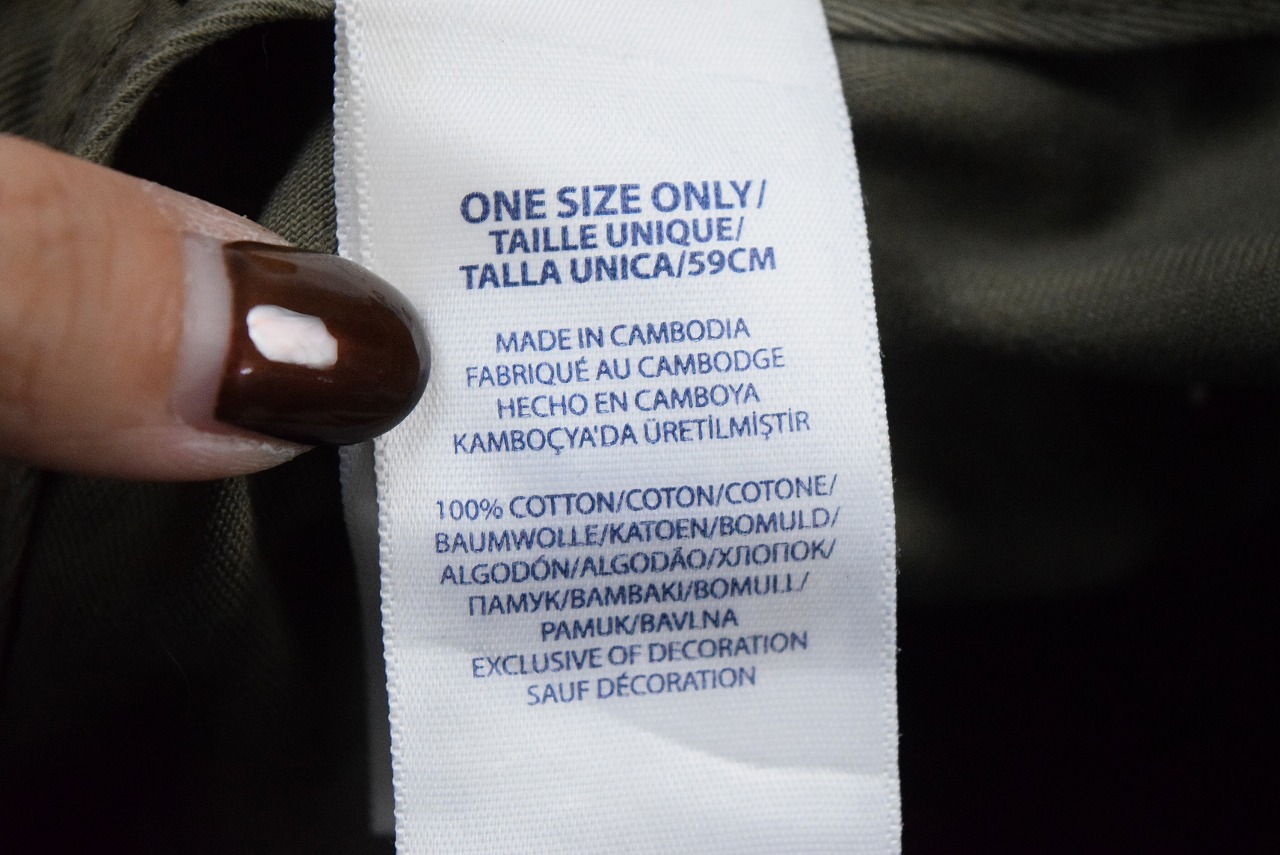 ONE SIZE ONLY/
TAILLE UNIQUE/
TALLA UNICA/59CM
MADE IN CAMBODIA
FABRIQUÉ AU CAMBODGE
HECHO EN CAMBOYA
KAMBOÇYA'DA ÜRETİLMİŞTİR
100% COTTON/COTON/COTONE/
BAUMWOLLE/KATOEN/BOMULD/
ALGODÓN/ALGODÃO/ХЛОПОК/
ПАМУК/BAMBAKI/BOMULL/
PAMUK/BAVLNA
EXCLUSIVE OF DECORATION
SAUF DÉCORATION